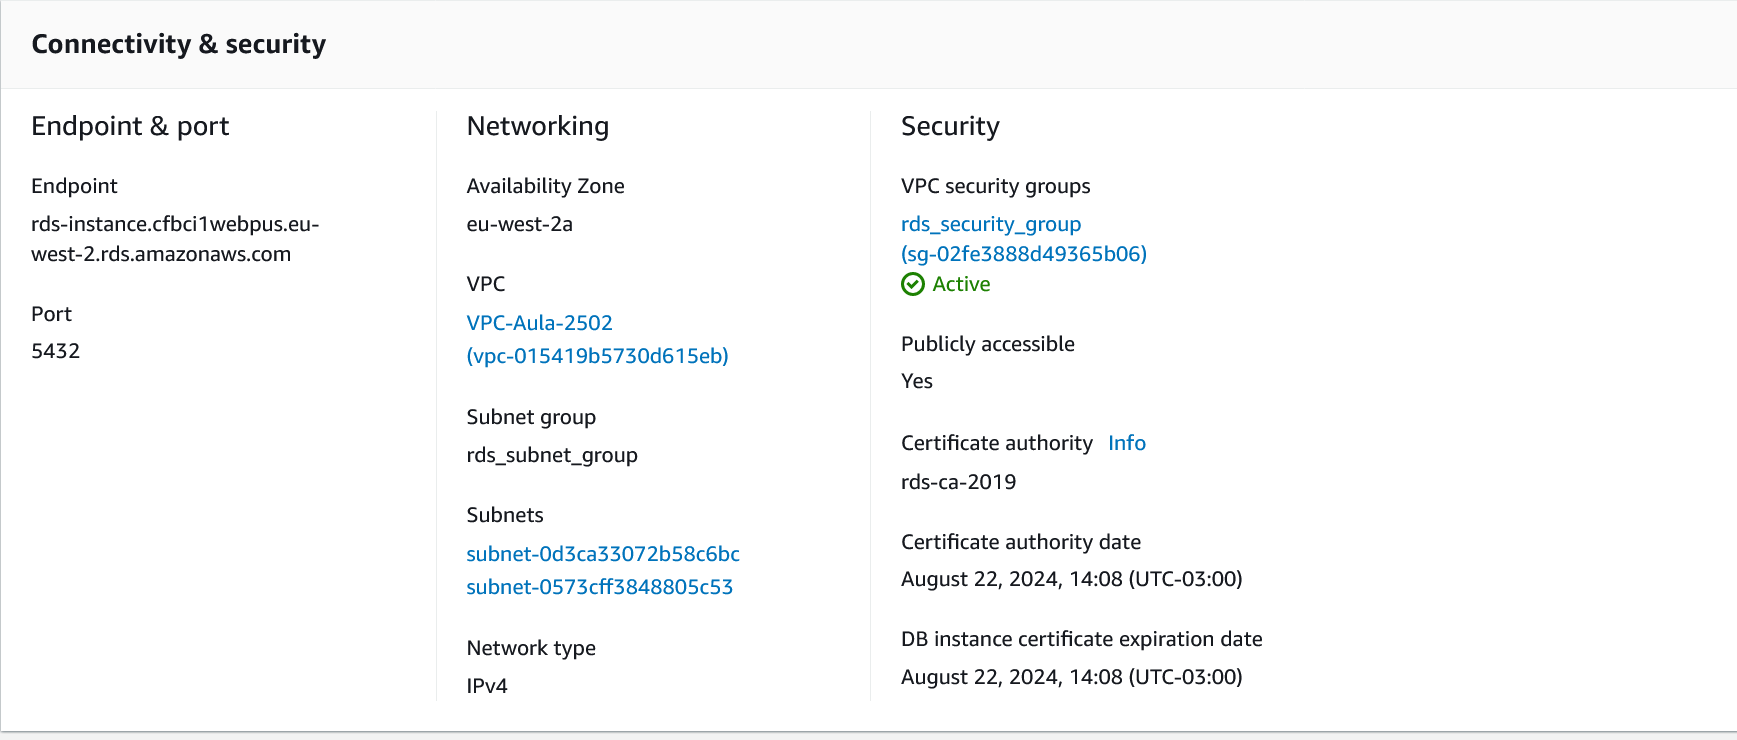 Connectivity & security
Endpoint & port
Endpoint
rds-instance.cfbci1webpus.eu-
west-2.rds.amazonaws.com
Port
5432
Networking
Availability Zone
eu-west-2a
VPC
VPC-Aula-2502
(vpc-015419b5730d615eb)
Subnet group
rds_subnet_group
Subnets
subnet-0d3ca33072b58c6bc
subnet-0573cff3848805c53
Network type
IPv4
Security
VPC security groups
rds_security_group
(sg-02fe3888d49365b06)
Active
Publicly accessible
Yes
Certificate authority Info
rds-ca-2019
Certificate authority date
August 22, 2024, 14:08 (UTC-03:00)
DB instance certificate expiration date
August 22, 2024, 14:08 (UTC-03:00)